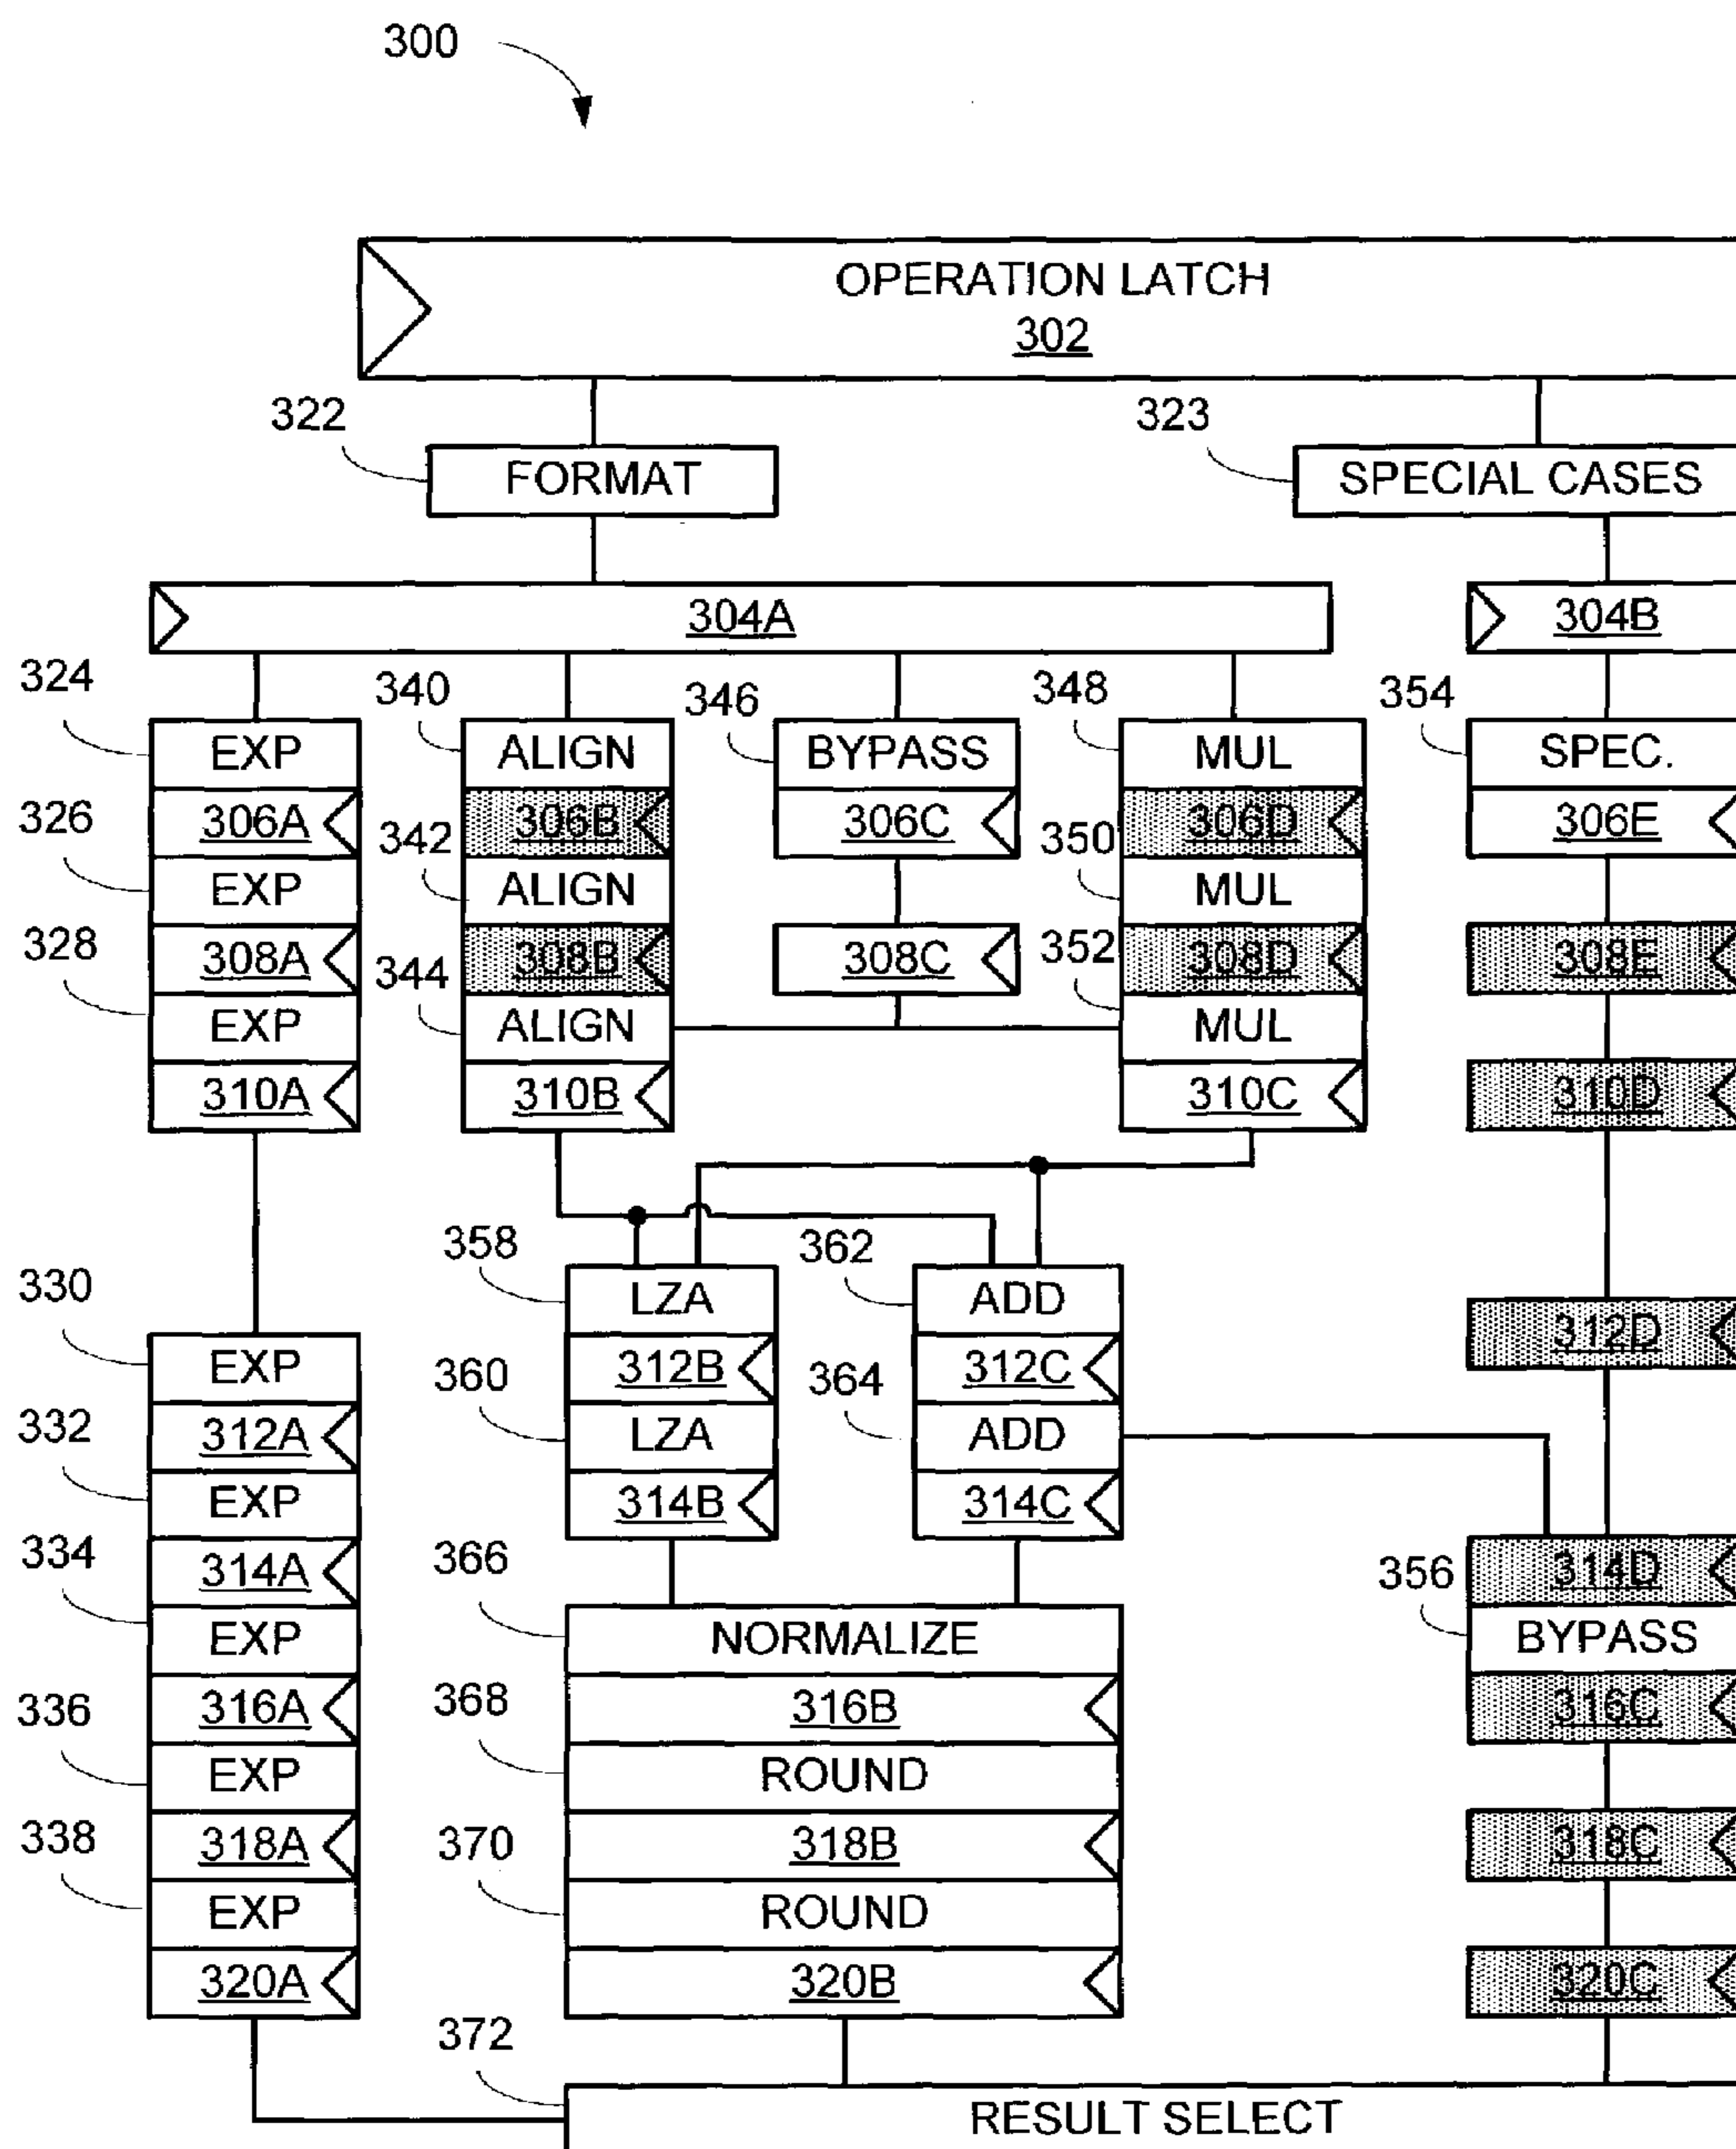 300
OPERATION LATCH
302
322
323
FORMAT
SPECIAL CASES
304A
304B
324
340
346
348
354
EXP
ALIGN
BYPASS
MUL
SPEC.
326
306A
342
306B
306C
350
306D
306E
EXP
ALIGN
MUL
328
308A
344
308B
308C
352
308D
308E
EXP
ALIGN
MUL
310A
310B
310C
310D
358
362
330
LZA
ADD
312D
EXP
360
312B
364
312C
332
312A
LZA
ADD
EXP
314B
314C
334
314A
366
356
314D
EXP
NORMALIZE
BYPASS
336
316A
368
316B
316C
EXP
ROUND
338
318A
370
318B
318C
EXP
ROUND
320A
320B
320C
372
RESULT SELECT